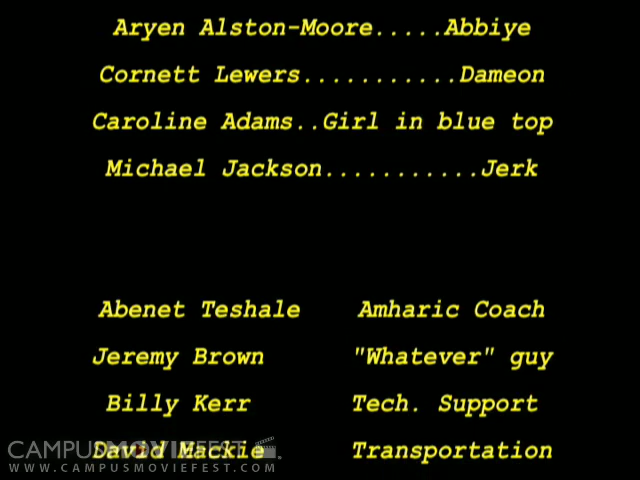 Aryen Alston-Moore.....Abbiye
Cornett Lewers...........Dameon
Caroline Adams..Girl in blue top
Michael Jackson...........Jerk
Abenet Teshale Amharic Coach
Jeremy Brown "Whatever" guy
Billy Kerr Tech. Support
David Mackie Transportation
CAMPUSMOVIEFEST.
WWW.CAMPUSMOVIEFEST.COM